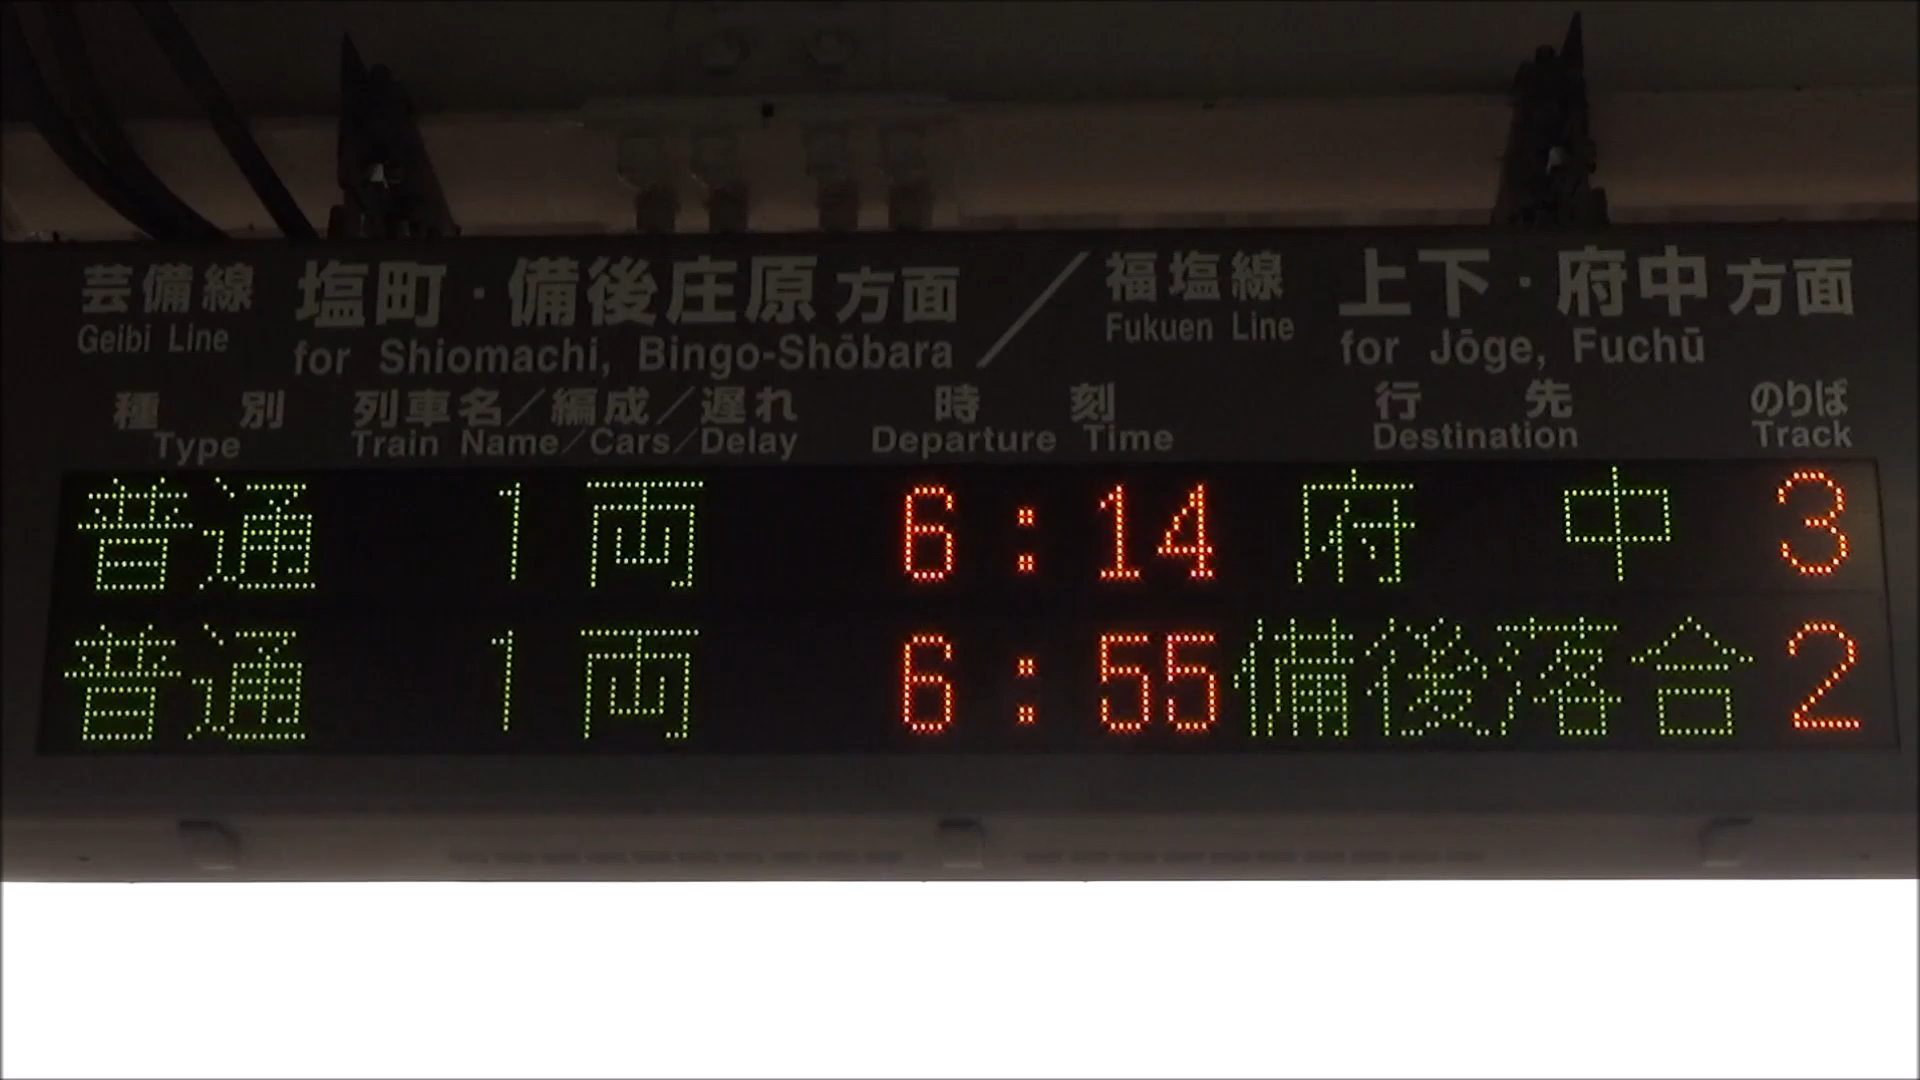 芸備線 塩町・備後庄原方面 / 福塩線 上下・府中方面
Geibi Line for Shiomachi, Bingo-Shōbara Fukuen Line for Jōge, Fuchū
種別 列車名/編成/遅れ 時刻 行先 のりば
Type Train Name/Cars/Delay Departure Time Destination Track
普通 1両 6:14 府中 3
普通 1両 6:55 備後落合 2